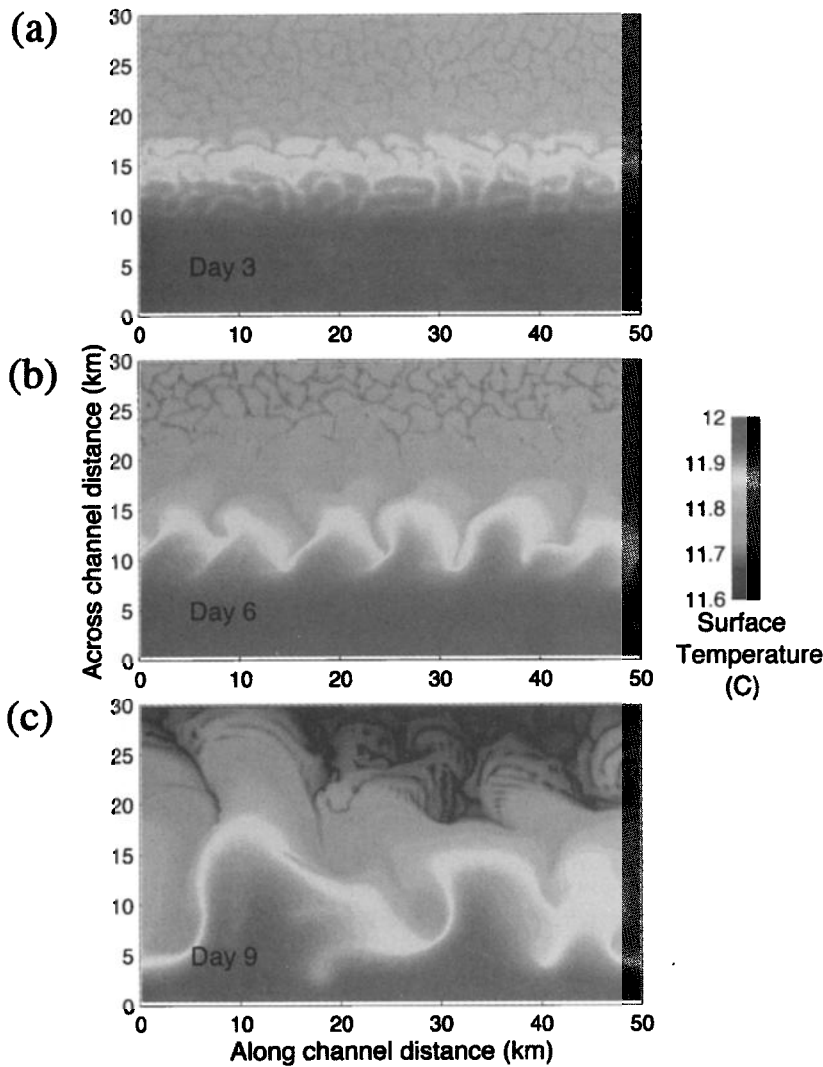 (a)
30
25
20
15
10
5
0
Day 3
0 10 20 30 40 50
(b)
Across channel distance (km)
30
25
20
15
10
5
0
Day 6
0 10 20 30 40 50
12
11.9
11.8
11.7
11.6
Surface
Temperature
(C)
(c)
30
25
20
15
10
5
0
Day 9
0 10 20 30 40 50
Along channel distance (km)